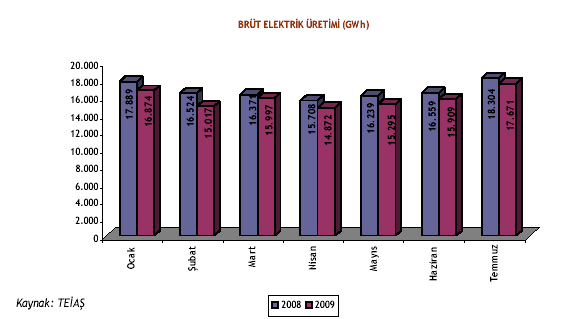 BRÜT ELEKTRİK ÜRETİMİ (GWh)
20.000
18.000
16.000
14.000
12.000
10.000
8.000
6.000
4.000
2.000
0
17.889
16.874
16.524
15.017
16.371
15.997
15.708
14.872
16.239
15.295
16.559
15.909
18.304
17.671
Ocak
Şubat
Mart
Nisan
Mayıs
Haziran
Temmuz
2008 2009
Kaynak: TEİAŞ